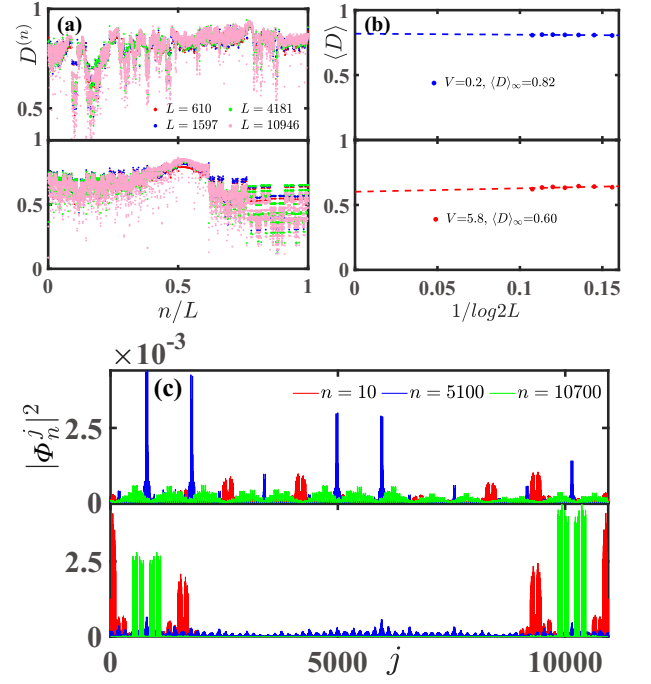 (a)
D^{(n)}
1
0.5
0
L = 610
L = 4181
L = 1597
L = 10946
1
0.5
0
0
0.5
1
n/L
(b)
⟨D⟩
1
0.5
0
V=0.2, ⟨D⟩∞=0.82
1
0.5
0
V=5.8, ⟨D⟩∞=0.60
0
0.05
0.1
0.15
1/log2L
×10^{-3}
(c)
n = 10
n = 5100
n = 10700
|Φ_n^j|^2
2.5
0
2.5
0
0
5000
10000
j